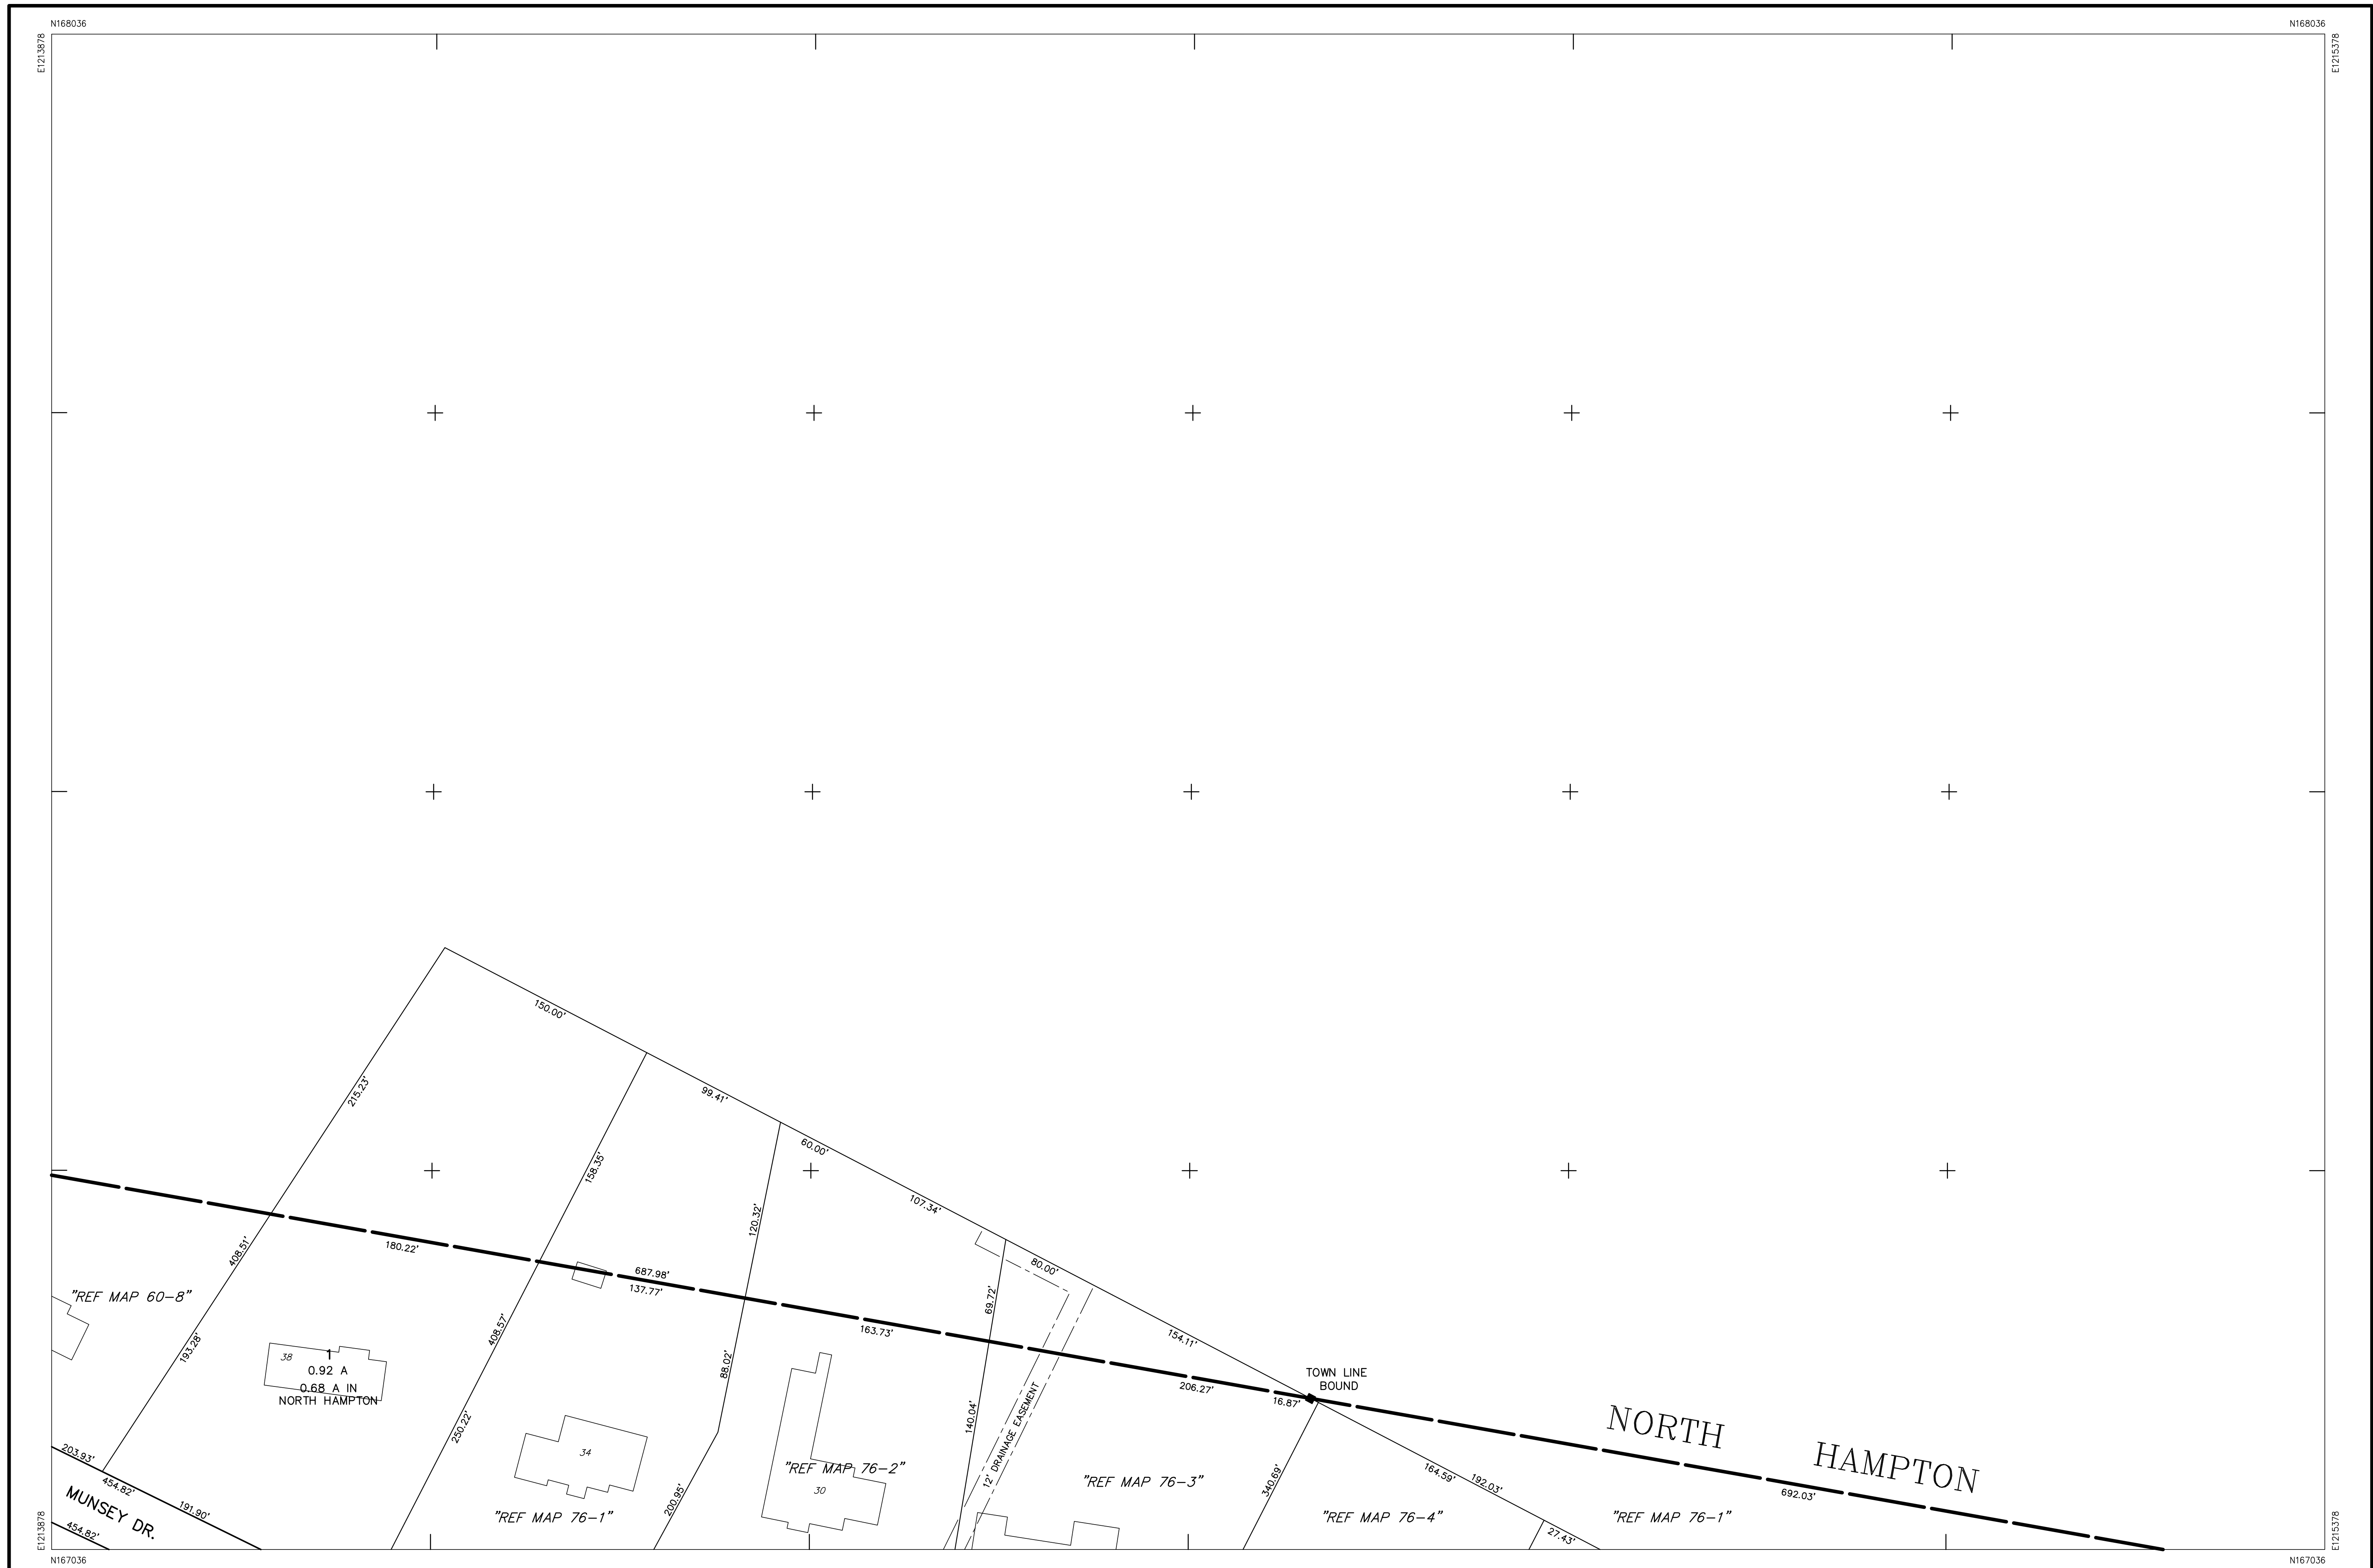 N168036
N168036
E1213878
E1215378
150.00'
215.23'
99.41'
158.35'
60.00'
120.32'
107.34'
408.51'
180.22'
687.98'
137.77'
80.00'
69.72'
"REF MAP 60-8"
163.73'
154.11'
193.28'
408.57'
88.02'
38
1
0.92 A
0.68 A IN
NORTH HAMPTON
206.27'
16.87'
TOWN LINE
BOUND
250.22'
140.04'
12' DRAINAGE EASEMENT
NORTH HAMPTON
34
"REF MAP 76-2"
30
"REF MAP 76-3"
340.69'
164.59'
192.03'
692.03'
203.93'
454.82'
191.90'
MUNSEY DR.
454.82'
200.95'
"REF MAP 76-1"
"REF MAP 76-4"
"REF MAP 76-1"
27.43'
E1213878
E1215378
N167036
N167036